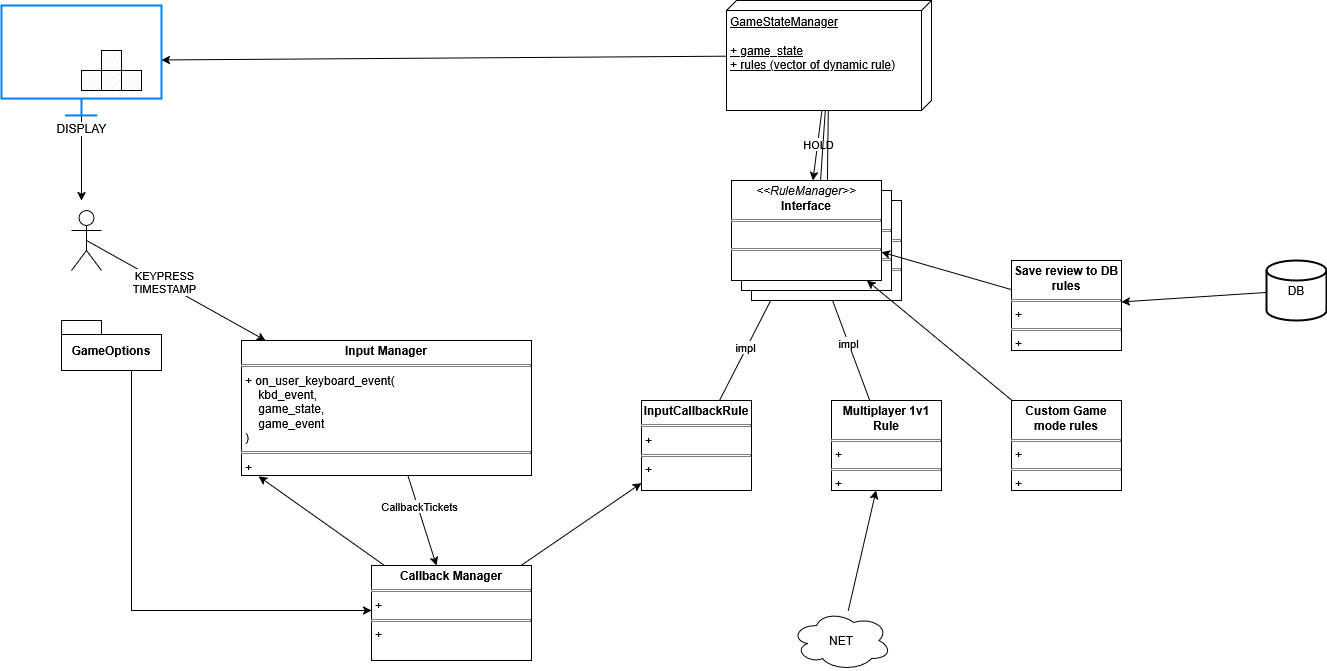 GameStateManager
+ game_state
+ rules (vector of dynamic rule)
DISPLAY
HOLD
<<RuleManager>>
Interface
KEYPRESS
TIMESTAMP
Save review to DB
rules
+
+
DB
GameOptions
Input Manager
+ on_user_keyboard_event(
kbd_event,
game_state,
game_event
)
+
impl
impl
InputCallbackRule
+
+
Multiplayer 1v1
Rule
+
+
Custom Game
mode rules
+
+
CallbackTickets
Callback Manager
+
+
NET